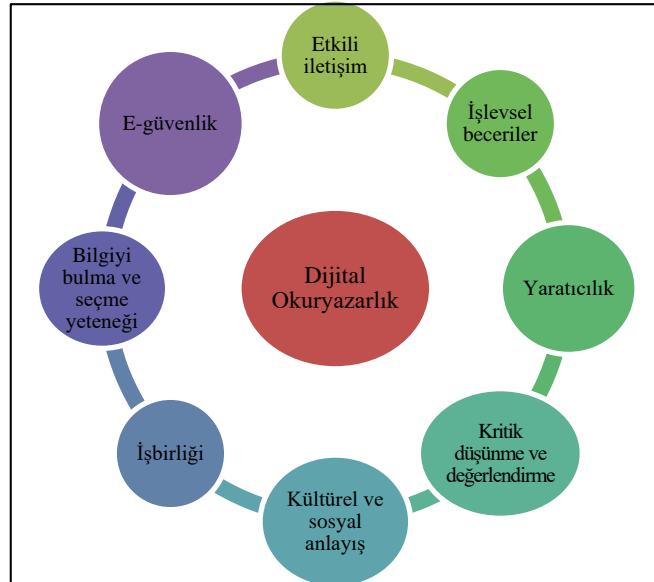 Etkili
iletişim
İşlevsel
beceriler
Yaratıcılık
Kritik
düşünme ve
değerlendirme
Kültürel ve
sosyal
anlayış
İşbirliği
Bilgiyi
bulma ve
seçme
yeteneği
E-güvenlik
Dijital
Okuryazarlık